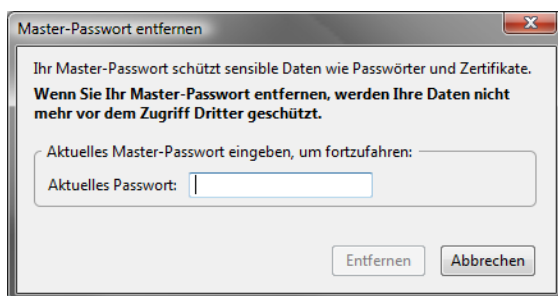 Master-Passwort entfernen
Ihr Master-Passwort schützt sensible Daten wie Passwörter und Zertifikate.
Wenn Sie Ihr Master-Passwort entfernen, werden Ihre Daten nicht
mehr vor dem Zugriff Dritter geschützt.
Aktuelles Master-Passwort eingeben, um fortzufahren:
Aktuelles Passwort:
Entfernen Abbrechen